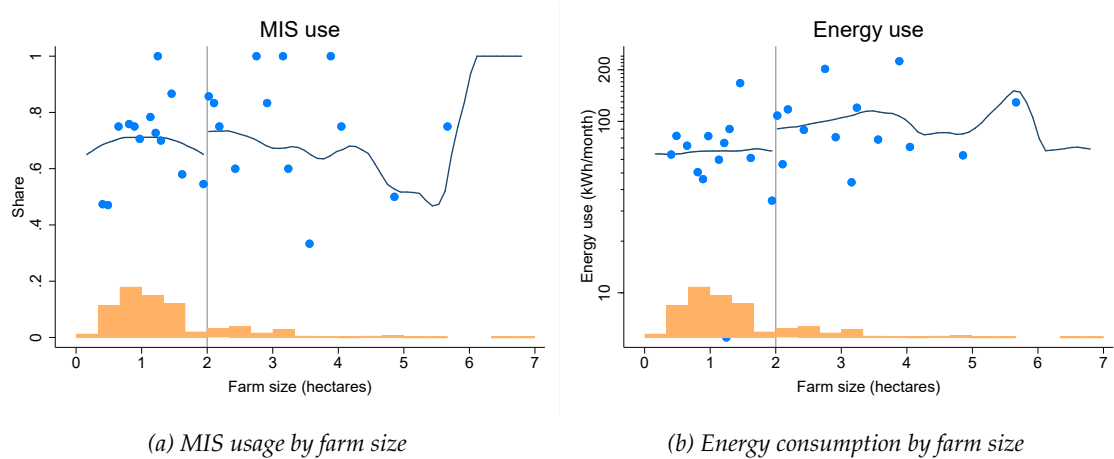 MIS use
Share
1
.8
.6
.4
.2
0
0 1 2 3 4 5 6 7
Farm size (hectares)
(a) MIS usage by farm size
Energy use
Energy use (kWh/month)
200
100
10
0 1 2 3 4 5 6 7
Farm size (hectares)
(b) Energy consumption by farm size